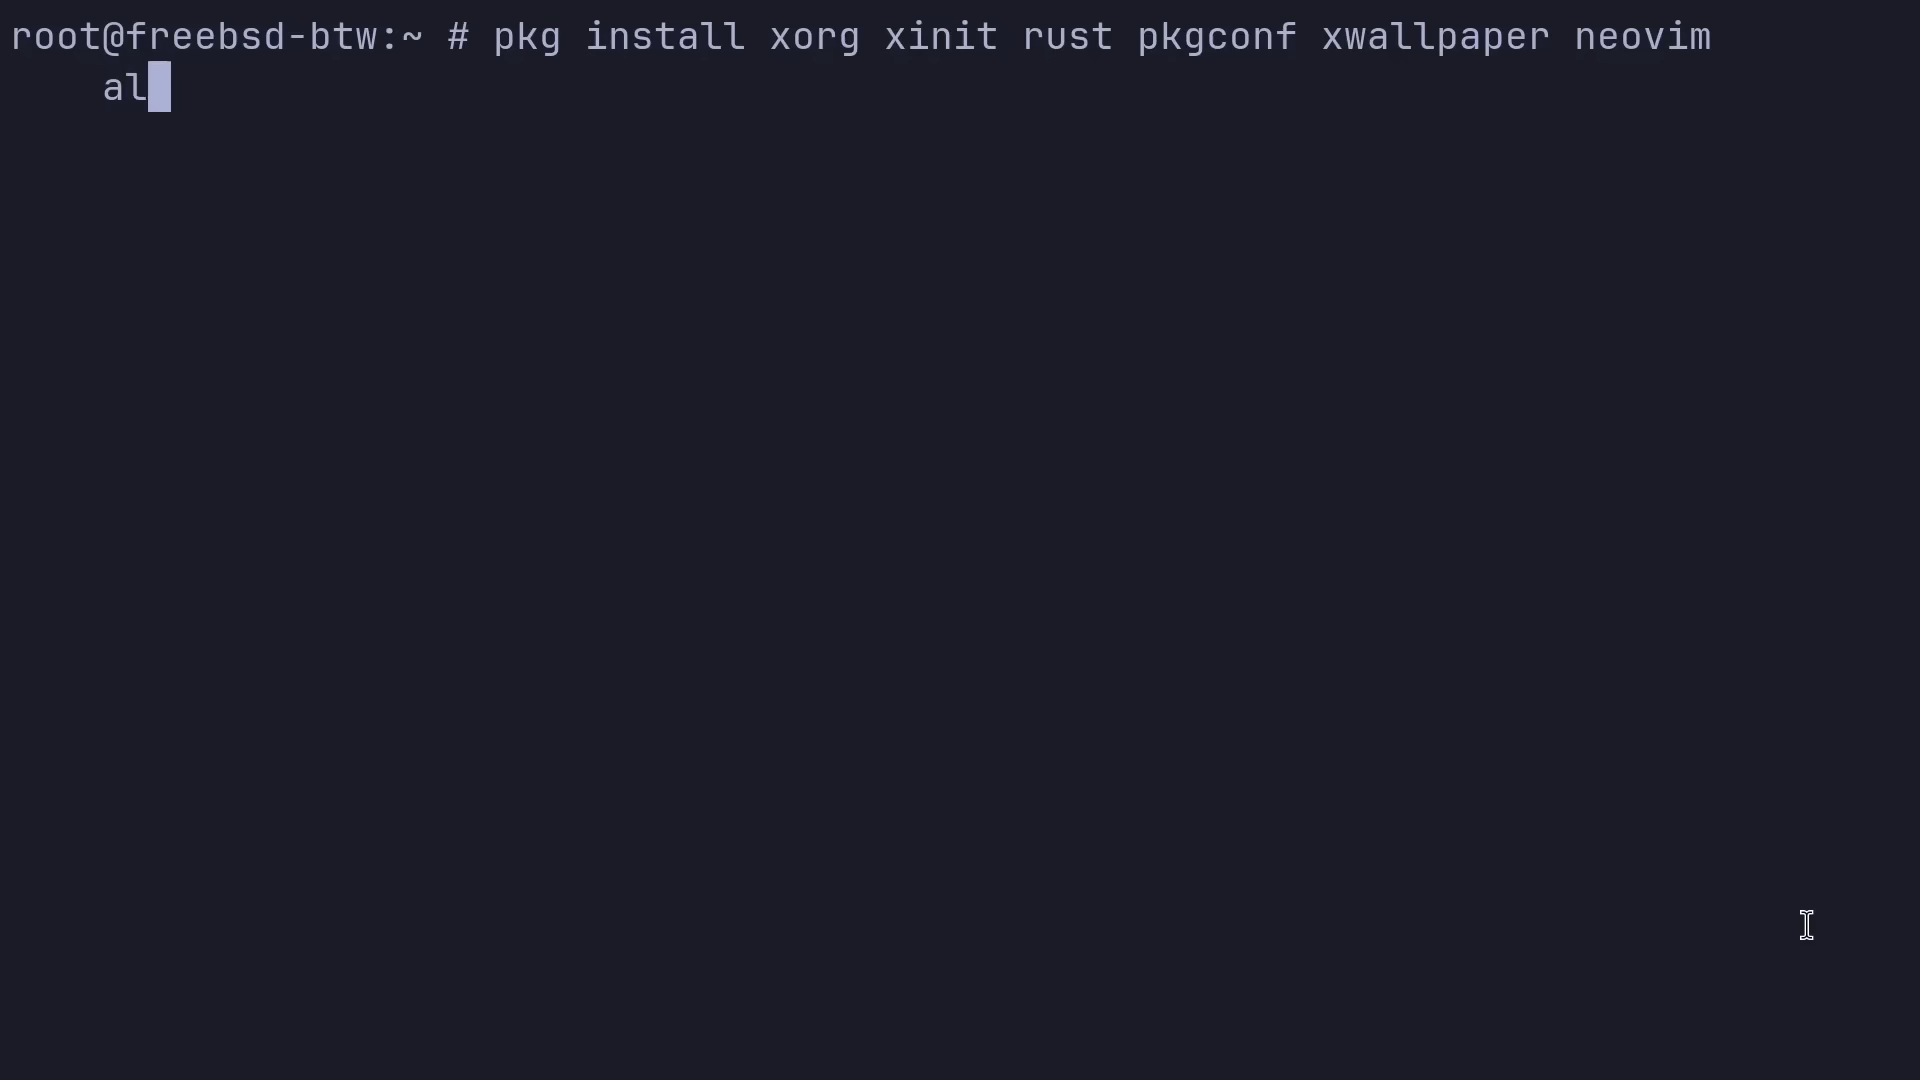 root@freebsd-btw:~ # pkg install xorg xinit rust pkgconf xwallpaper neovim
al